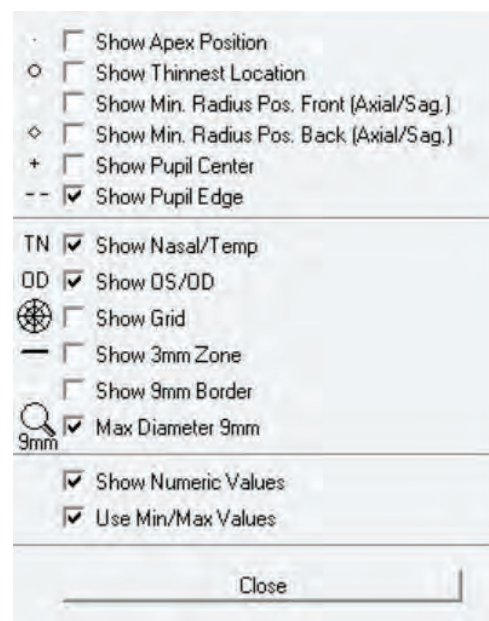 Show Apex Position
Show Thinnest Location
Show Min. Radius Pos. Front (Axial/Sag.)
Show Min. Radius Pos. Back (Axial/Sag.)
Show Pupil Center
Show Pupil Edge
TN Show Nasal/Temp
OD Show OS/OD
Show Grid
Show 3mm Zone
Show 9mm Border
Max Diameter 9mm
9mm
Show Numeric Values
Use Min/Max Values
Close